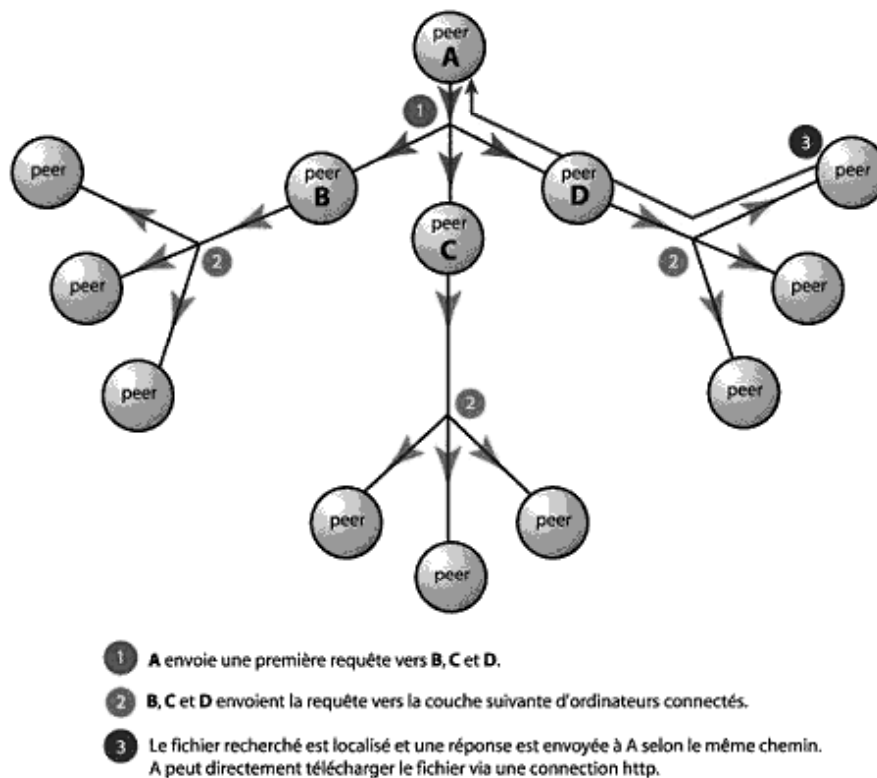 peer
A
1
3
peer
peer
B
peer
D
peer
peer
C
2
2
peer
peer
peer
peer
2
peer
peer
peer
1 A envoie une première requête vers B, C et D.
2 B, C et D envoient la requête vers la couche suivante d'ordinateurs connectés.
3 Le fichier recherché est localisé et une réponse est envoyée à A selon le même chemin.
A peut directement télécharger le fichier via une connection http.